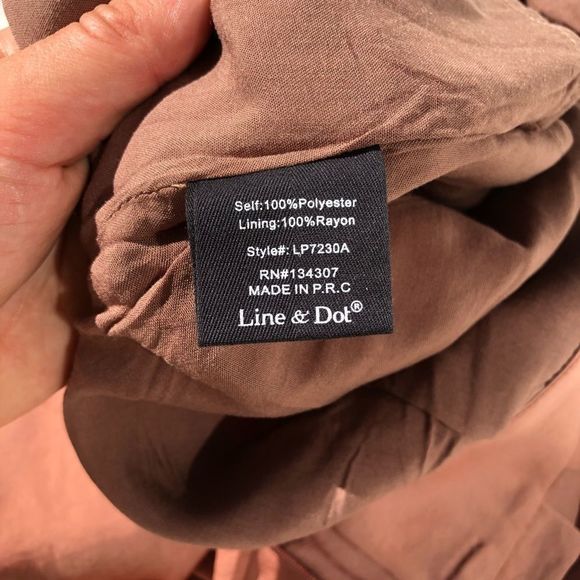 Self:100%Polyester
Lining:100%Rayon
Style#: LP7230A
RN#134307
MADE IN P.R.C
Line & Dot®